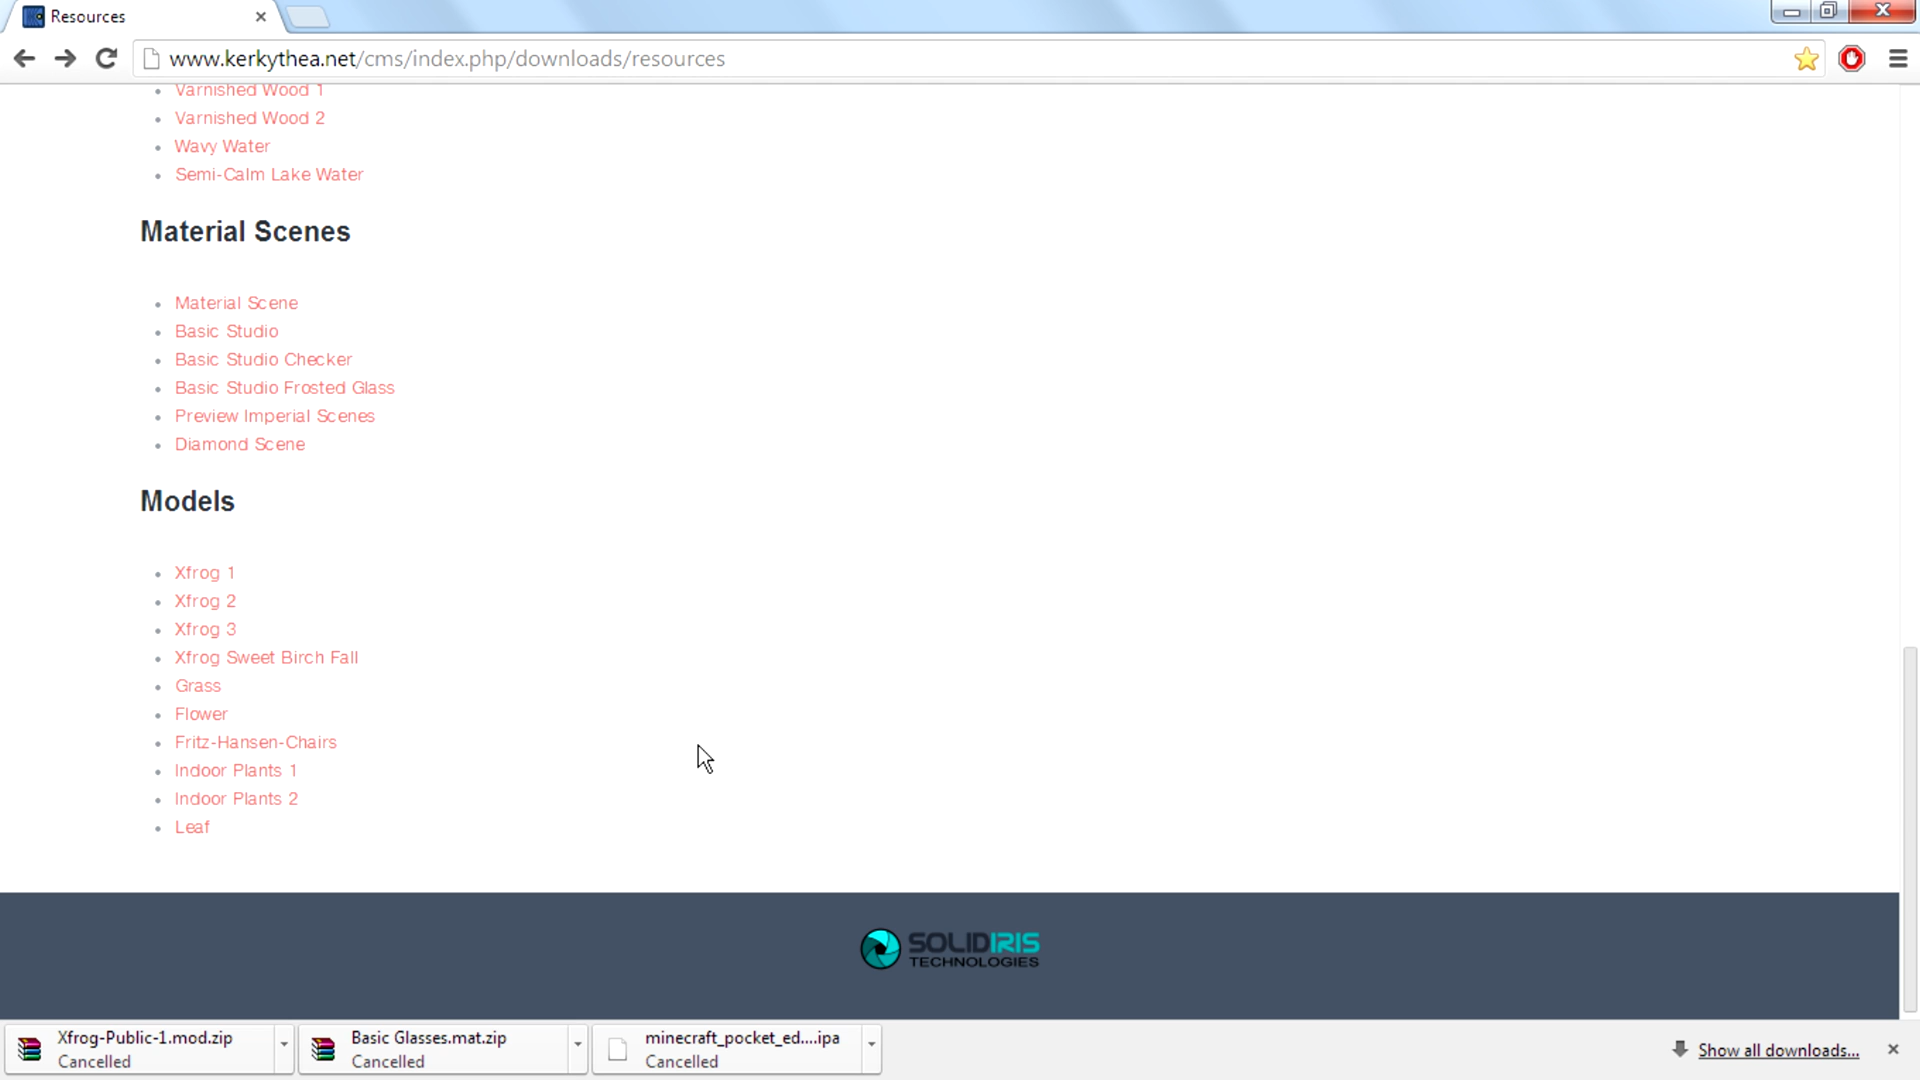 Resources
www.kerkythea.net/cms/index.php/downloads/resources
Varnished Wood 1
Varnished Wood 2
Wavy Water
Semi-Calm Lake Water
Material Scenes
Material Scene
Basic Studio
Basic Studio Checker
Basic Studio Frosted Glass
Preview Imperial Scenes
Diamond Scene
Models
Xfrog 1
Xfrog 2
Xfrog 3
Xfrog Sweet Birch Fall
Grass
Flower
Fritz-Hansen-Chairs
Indoor Plants 1
Indoor Plants 2
Leaf
SOLIDIRIS
TECHNOLOGIES
Xfrog-Public-1.mod.zip
Cancelled
Basic Glasses.mat.zip
Cancelled
minecraft_pocket_ed....ipa
Cancelled
Show all downloads...